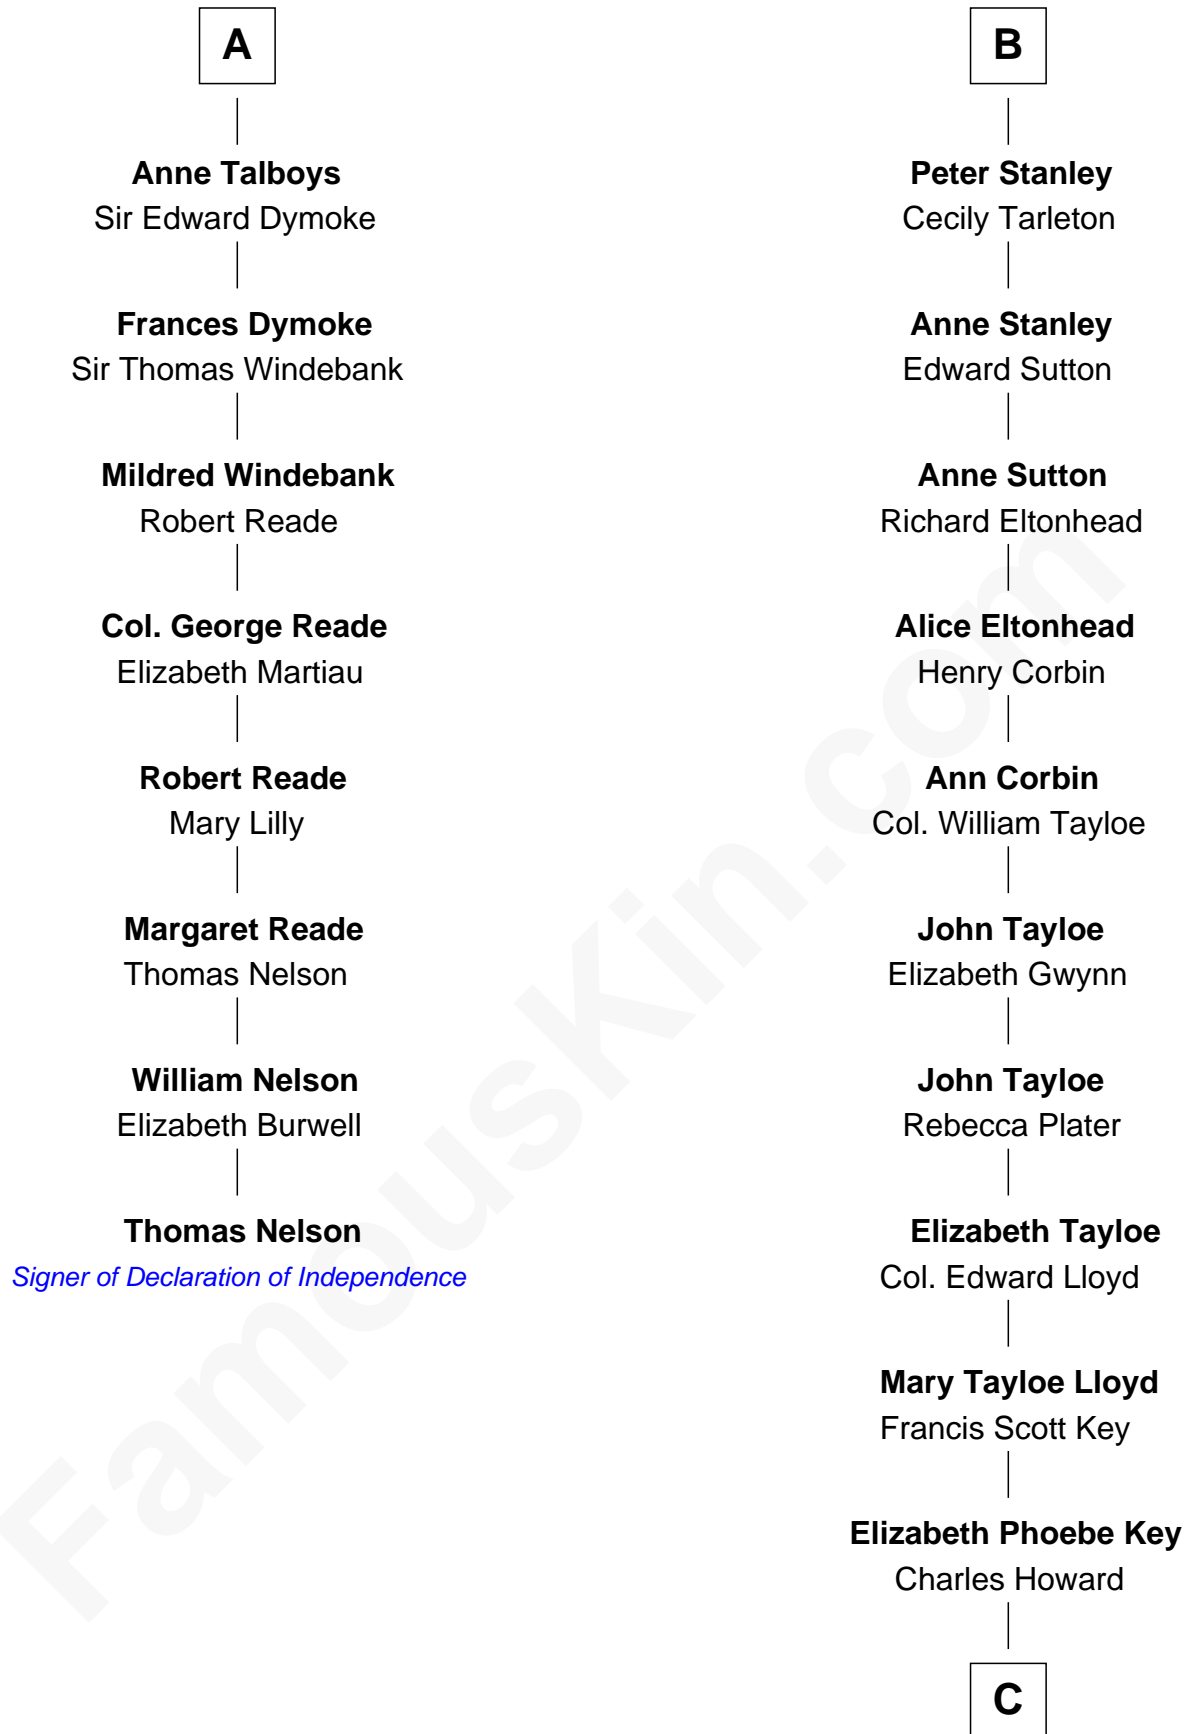 A
Anne Talboys
Sir Edward Dymoke
Frances Dymoke
Sir Thomas Windebank
Mildred Windebank
Robert Reade
Col. George Reade
Elizabeth Martiau
Robert Reade
Mary Lilly
Margaret Reade
Thomas Nelson
William Nelson
Elizabeth Burwell
Thomas Nelson
Signer of Declaration of Independence
B
Peter Stanley
Cecily Tarleton
Anne Stanley
Edward Sutton
Anne Sutton
Richard Eltonhead
Alice Eltonhead
Henry Corbin
Ann Corbin
Col. William Tayloe
John Tayloe
Elizabeth Gwynn
John Tayloe
Rebecca Plater
Elizabeth Tayloe
Col. Edward Lloyd
Mary Tayloe Lloyd
Francis Scott Key
Elizabeth Phoebe Key
Charles Howard
C
FamousKin.com